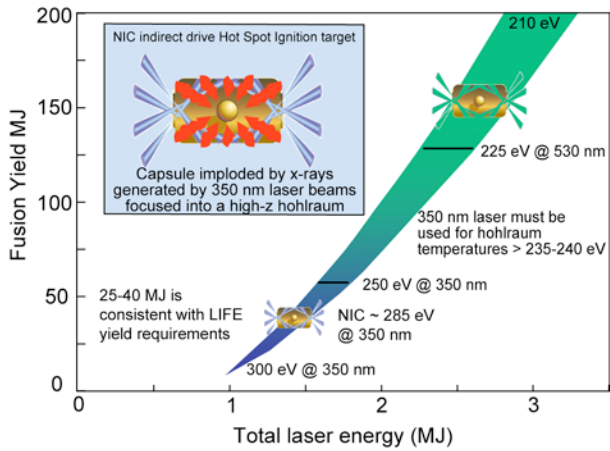 200
150
100
75
50
25
0
Fusion Yield MJ
NIC indirect drive Hot Spot Ignition target
Capsule imploded by x-rays
generated by 350 nm laser beams
focused into a high-z hohlraum
210 eV
225 eV @ 530 nm
350 nm laser must be
used for hohlraum
temperatures > 235-240 eV
250 eV @ 350 nm
25-40 MJ is
consistent with LIFE
yield requirements
NIC ~ 285 eV
@ 350 nm
300 eV @ 350 nm
0
1
2
3
Total laser energy (MJ)